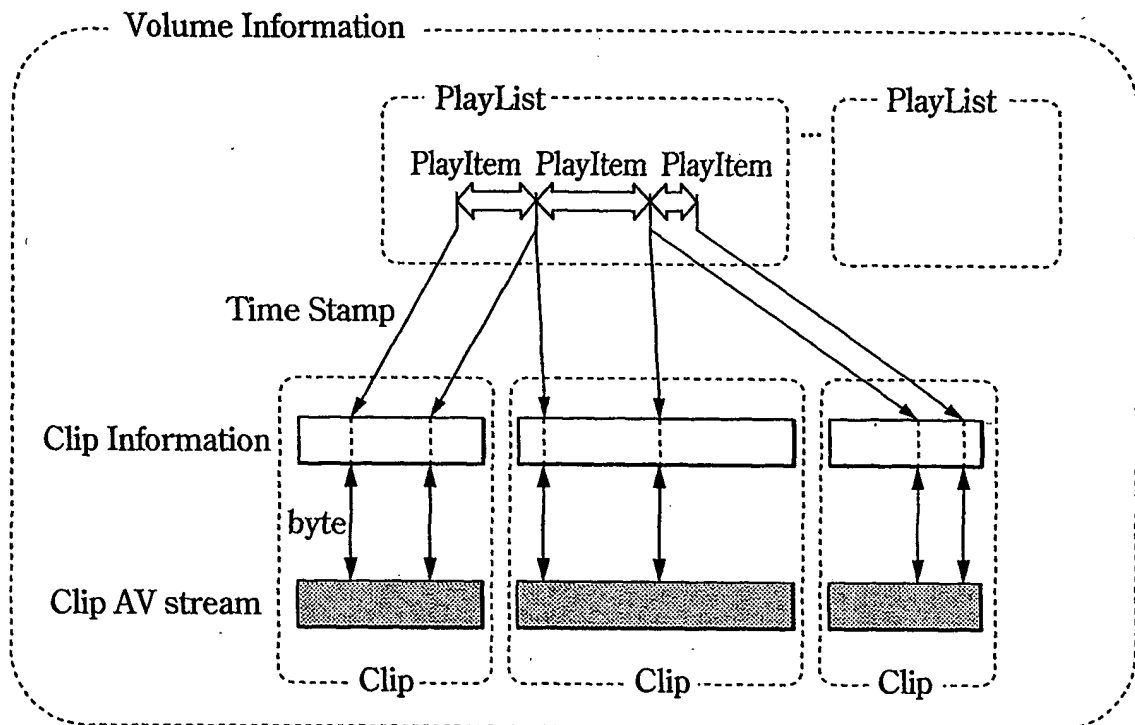 Volume Information
PlayList
PlayList
...
PlayItem PlayItem PlayItem
Time Stamp
Clip Information
byte
Clip AV stream
Clip
Clip
Clip